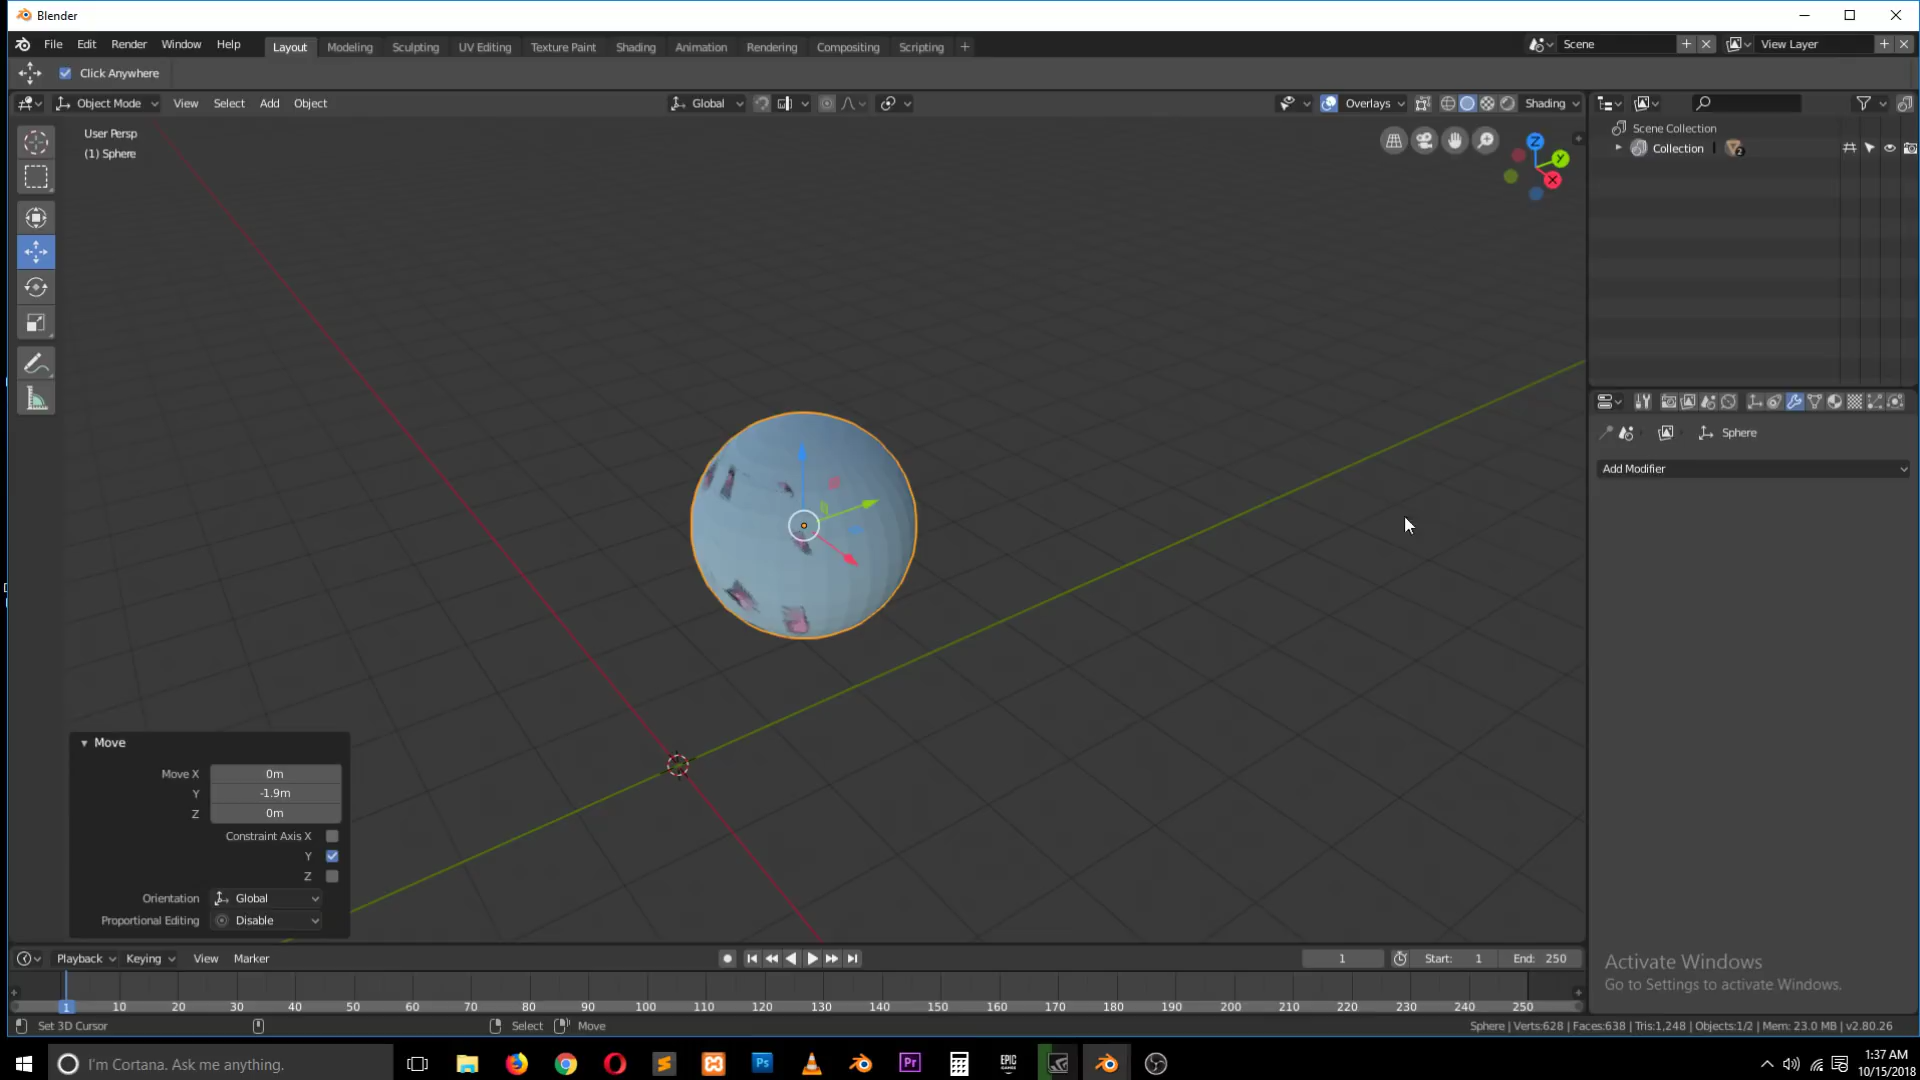 Blender
File Edit Render Window Help Layout Modeling Sculpting UV Editing Texture Paint Shading Animation Rendering Compositing Scripting + Scene View Layer
Click Anywhere
Object Mode View Select Add Object Global Overlays Shading
User Persp
(1) Sphere
Z
Y
X
Scene Collection
Collection 2
Sphere
Add Modifier
Move
Move X 0m
Y -1.9m
Z 0m
Constraint Axis X
Y
Z
Orientation Global
Proportional Editing Disable
Activate Windows
Go to Settings to activate Windows.
Playback Keying View Marker 1 Start: 1 End: 250
1 10 20 30 40 50 60 70 80 90 100 110 120 130 140 150 160 170 180 190 200 210 220 230 240 250
Set 3D Cursor Select Move Sphere | Verts:628 | Faces:638 | Tris:1,248 | Objects:1/2 | Mem: 23.0 MB | v2.80.26
I'm Cortana. Ask me anything. Ps Pr EPIC GAMES
1:37 AM
10/15/2018